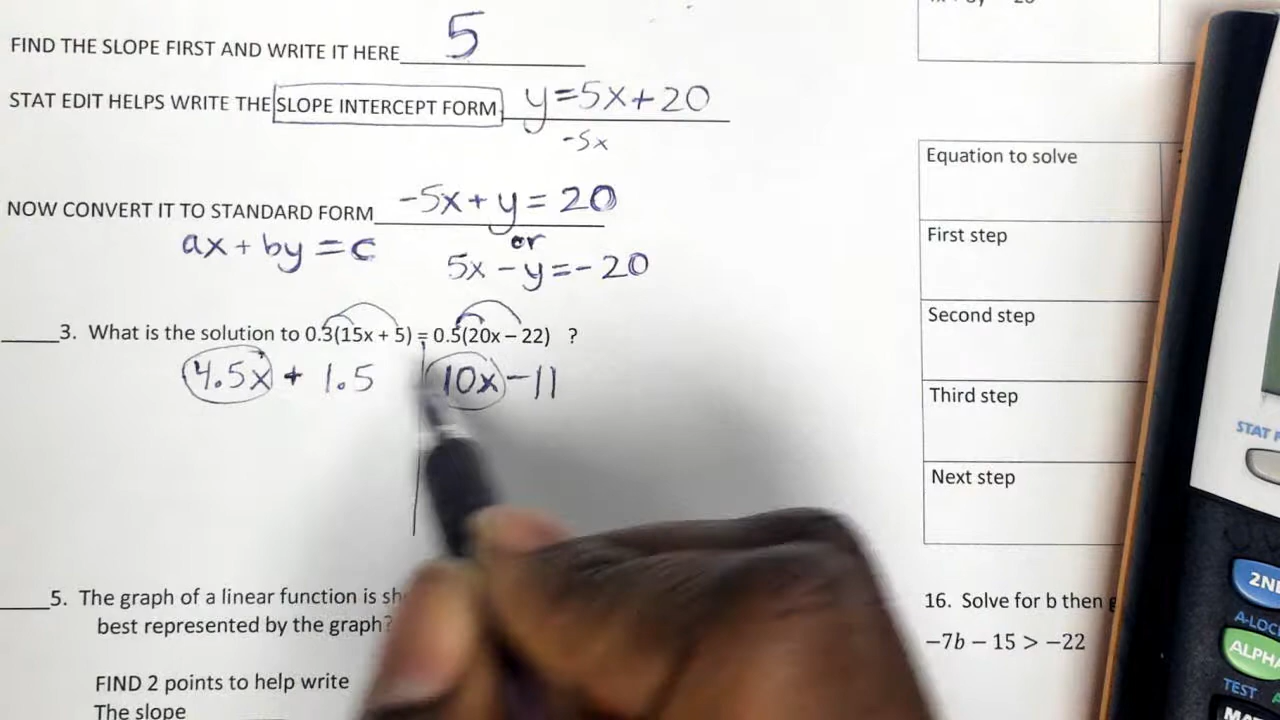 FIND THE SLOPE FIRST AND WRITE IT HERE 5
STAT EDIT HELPS WRITE THE SLOPE INTERCEPT FORM y=5x+20
-5x
NOW CONVERT IT TO STANDARD FORM -5x+y=20
ax+by=c
or
5x-y=-20
3. What is the solution to 0.3(15x + 5) = 0.5(20x – 22) ?
4.5x + 1.5 10x-11
5. The graph of a linear function is
best represented by the graph?
FIND 2 points to help write
The slope
Equation to solve
First step
Second step
Third step
Next step
16. Solve for b then
−7b − 15 > −22
STAT
2ND
ALPHA
TEST